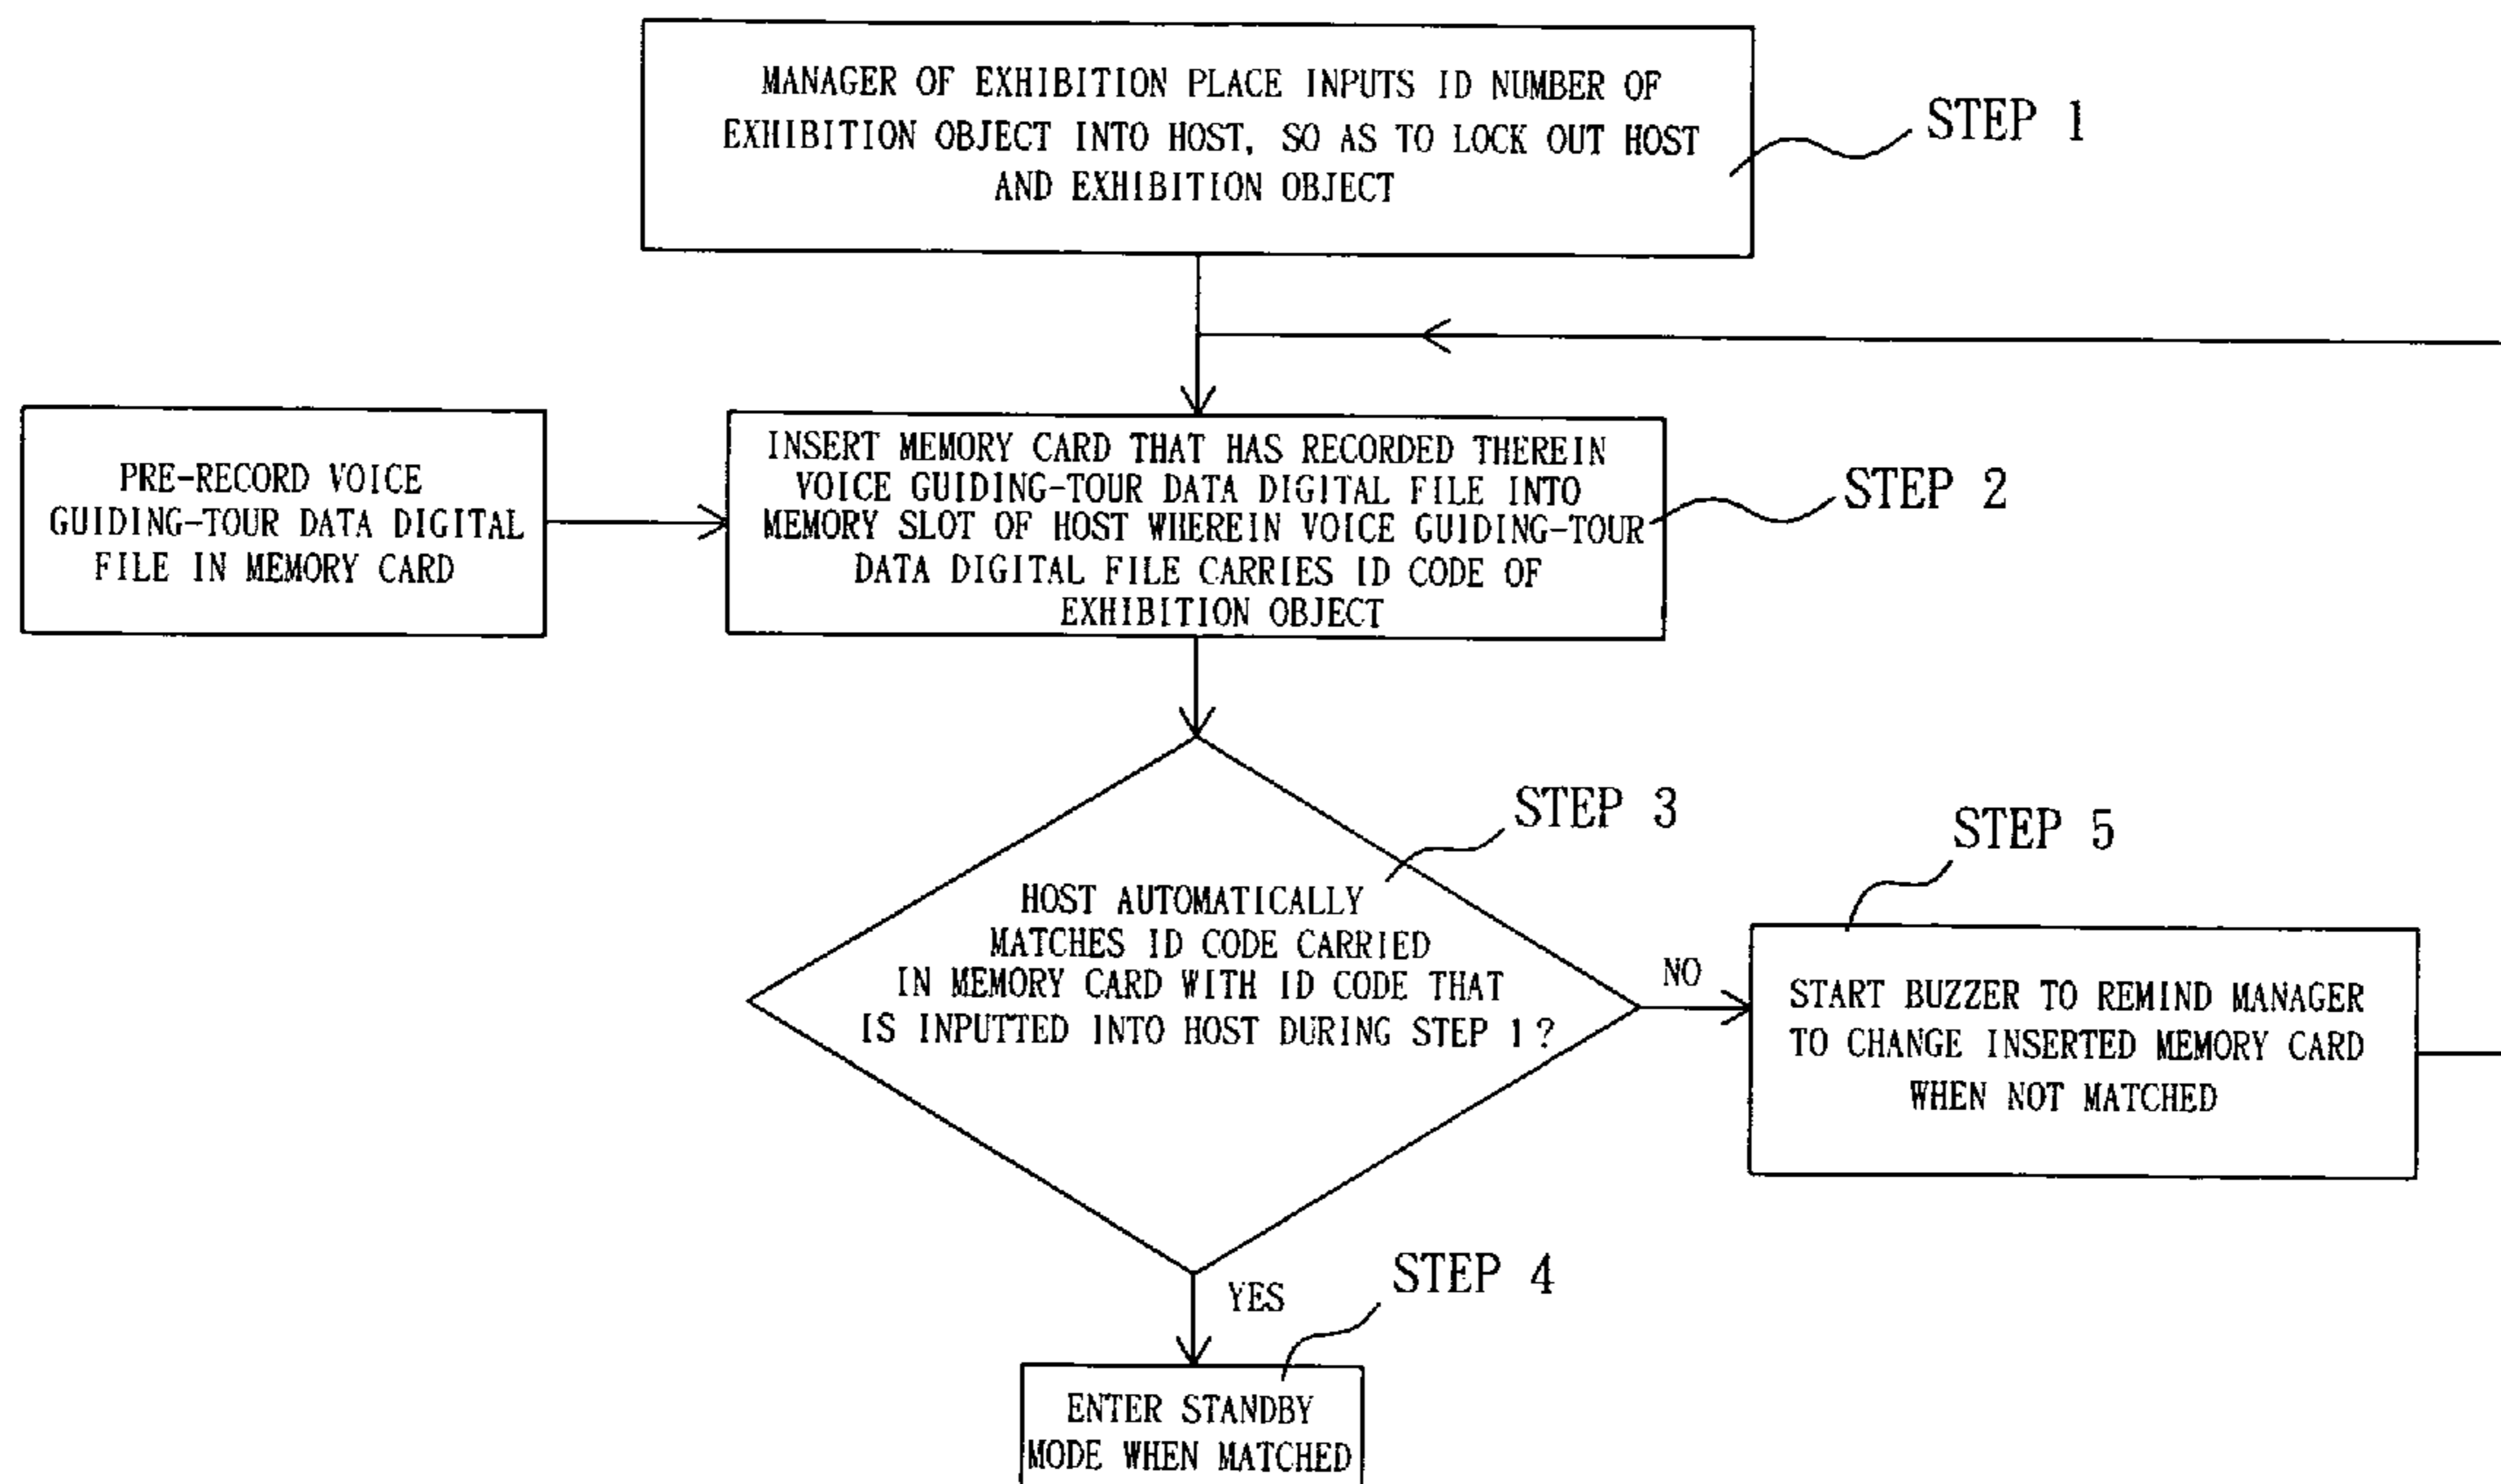 MANAGER OF EXHIBITION PLACE INPUTS ID NUMBER OF
EXHIBITION OBJECT INTO HOST, SO AS TO LOCK OUT HOST
AND EXHIBITION OBJECT
STEP 1
PRE-RECORD VOICE
GUIDING-TOUR DATA DIGITAL
FILE IN MEMORY CARD
INSERT MEMORY CARD THAT HAS RECORDED THEREIN
VOICE GUIDING-TOUR DATA DIGITAL FILE INTO
MEMORY SLOT OF HOST WHEREIN VOICE GUIDING-TOUR
DATA DIGITAL FILE CARRIES ID CODE OF
EXHIBITION OBJECT
STEP 2
STEP 3
HOST AUTOMATICALLY
MATCHES ID CODE CARRIED
IN MEMORY CARD WITH ID CODE THAT
IS INPUTTED INTO HOST DURING STEP 1?
NO
STEP 5
START BUZZER TO REMIND MANAGER
TO CHANGE INSERTED MEMORY CARD
WHEN NOT MATCHED
YES
STEP 4
ENTER STANDBY
MODE WHEN MATCHED